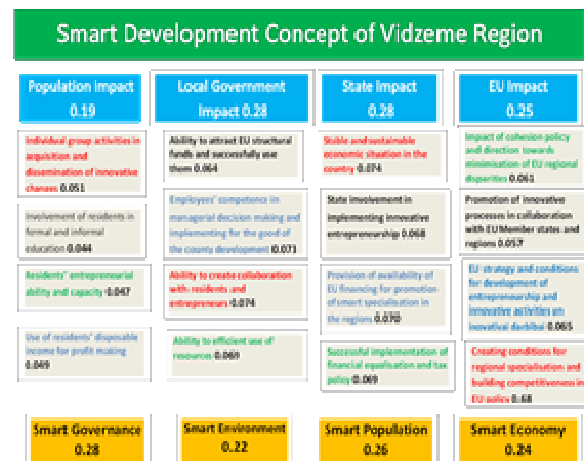 Smart Development Concept of Vidzeme Region
Population Impact
0.19
Individual group activities in
acquisition and
dissemination of innovative
changes 0.051
Involvement of residents in
formal and informal
education 0.044
Residents' entrepreneurial
ability and capacity -0.047
Use of residents' disposable
income for profit making
0.049
Local Government
Impact 0.28
Ability to attract EU structural
funds and successfully use
them 0.064
Employees' competence in
managerial decision making and
implementing for the good of
the county development (0.073
Ability to create collaboration
with residents and
entrepreneurs -0.074
Ability to efficient use of
resources 0.069
State Impact
0.28
Stable and sustainable
economic situation in the
country 0.074
State involvement in
implementing innovative
entrepreneurship 0.068
Provision of availability of
EU financing for promotion
of smart specialisation in
the regions 0.070
Successful implementation of
financial equalisation and tax
policy 0.069
EU Impact
0.25
Impact of cohesion policy
and direction towards
minimisation of EU regional
disparities 0.061
Promotion of innovative
processes in collaboration
with EU Member states and
regions 0.057
EU strategy and conditions
for development of
entrepreneurship and
innovative activities un
inovatīvai darbībai 0.065
Creating conditions for
regional specialisation and
building competitiveness in
EU policy 0.68
Smart Governance
0.28
Smart Environment
0.22
Smart Population
0.26
Smart Economy
0.24